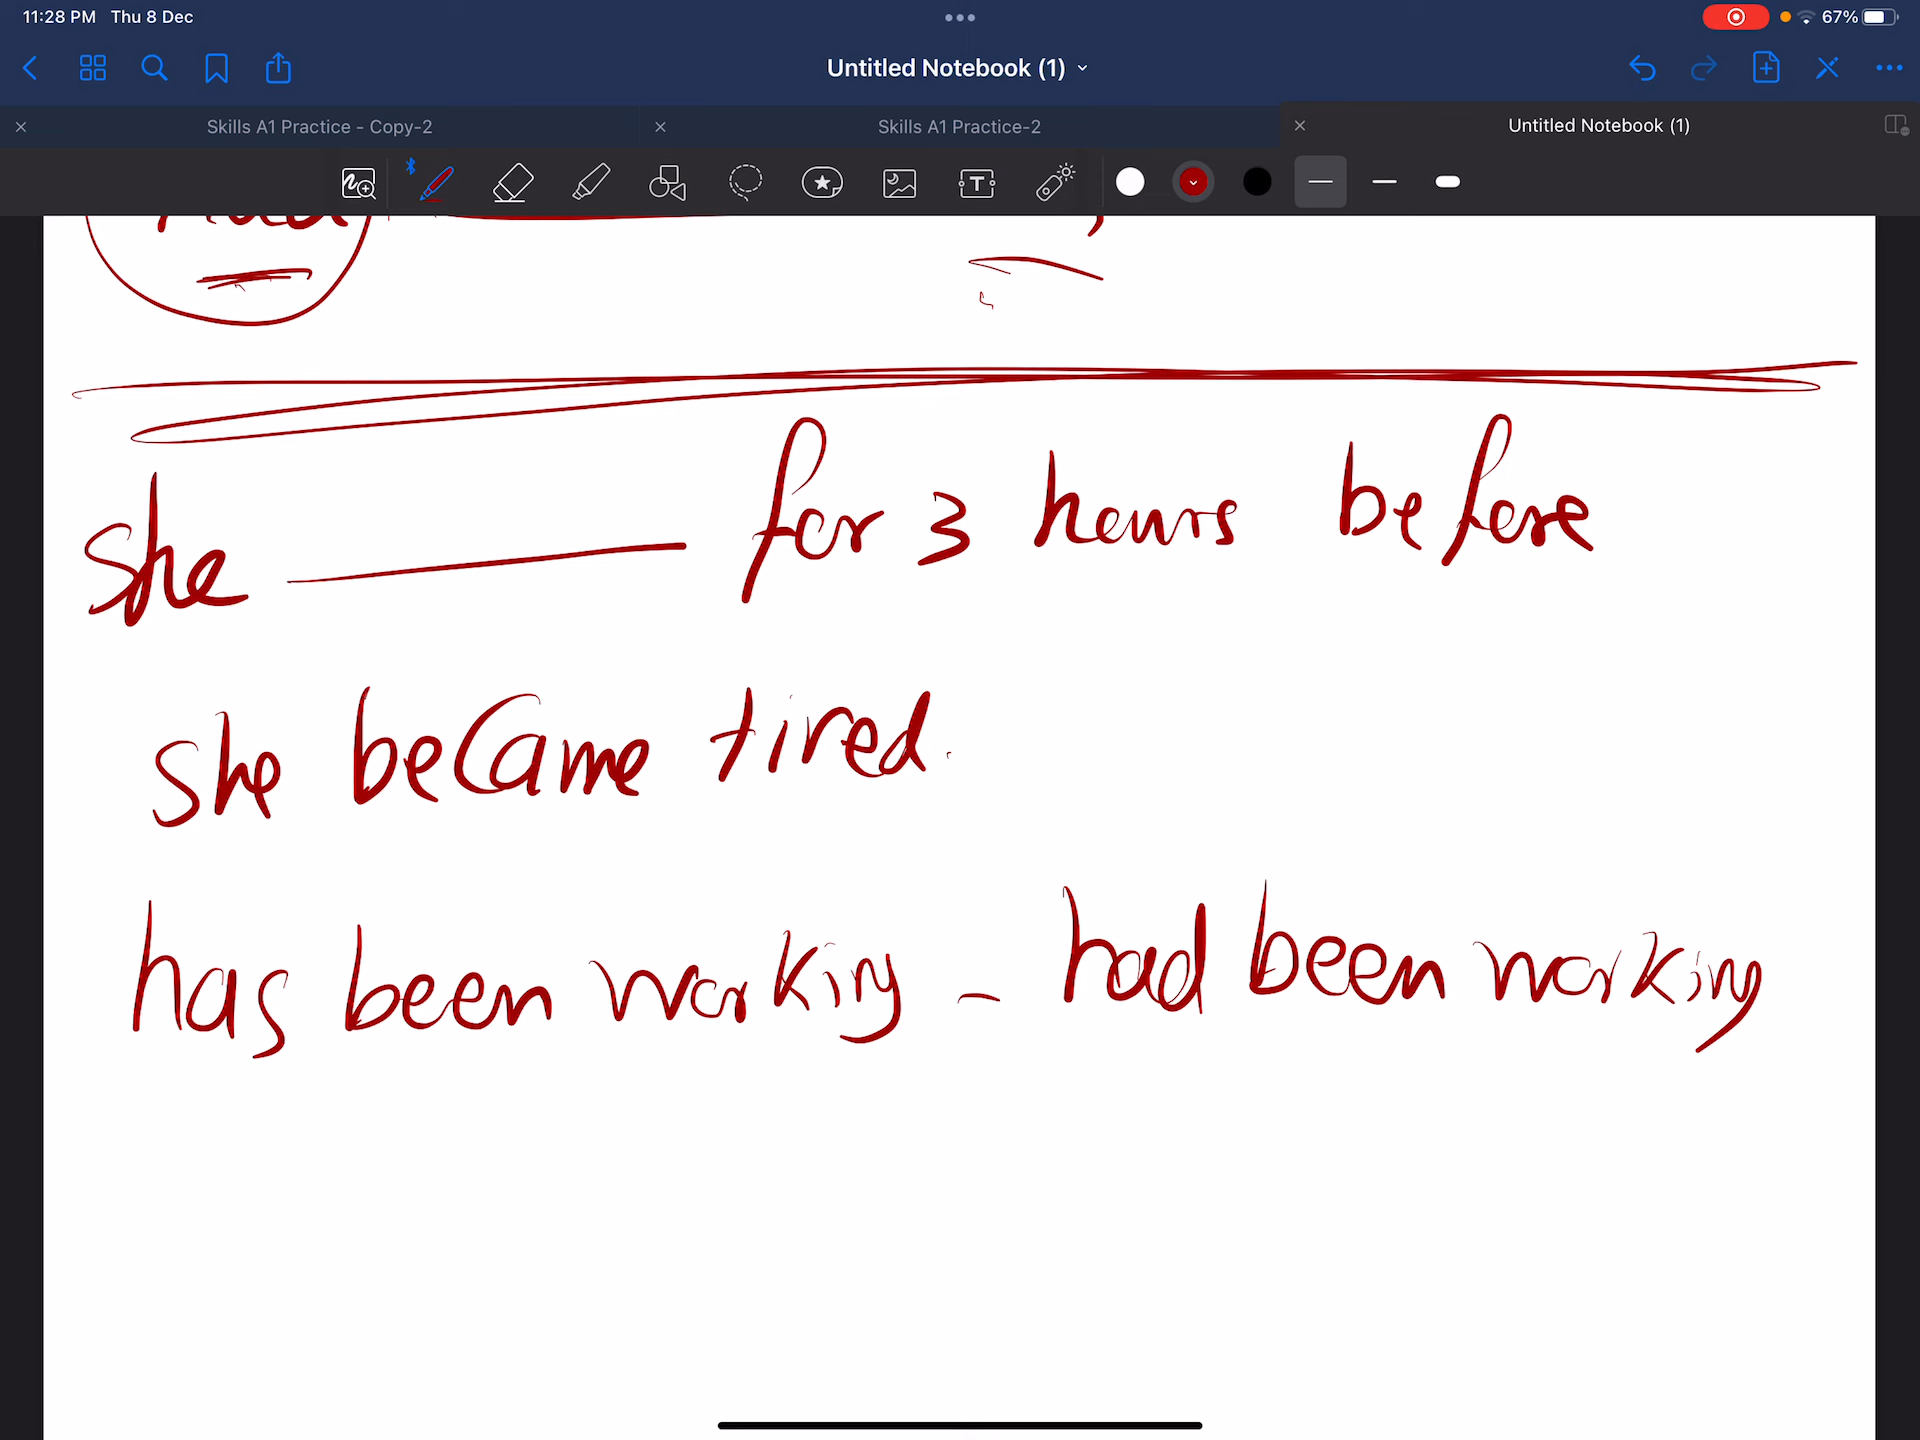 11:28 PM Thu 8 Dec
67%
Untitled Notebook (1)
Skills A1 Practice - Copy-2
Skills A1 Practice-2
Untitled Notebook (1)
she for 3 hours before
she became tired.
has been working - had been working